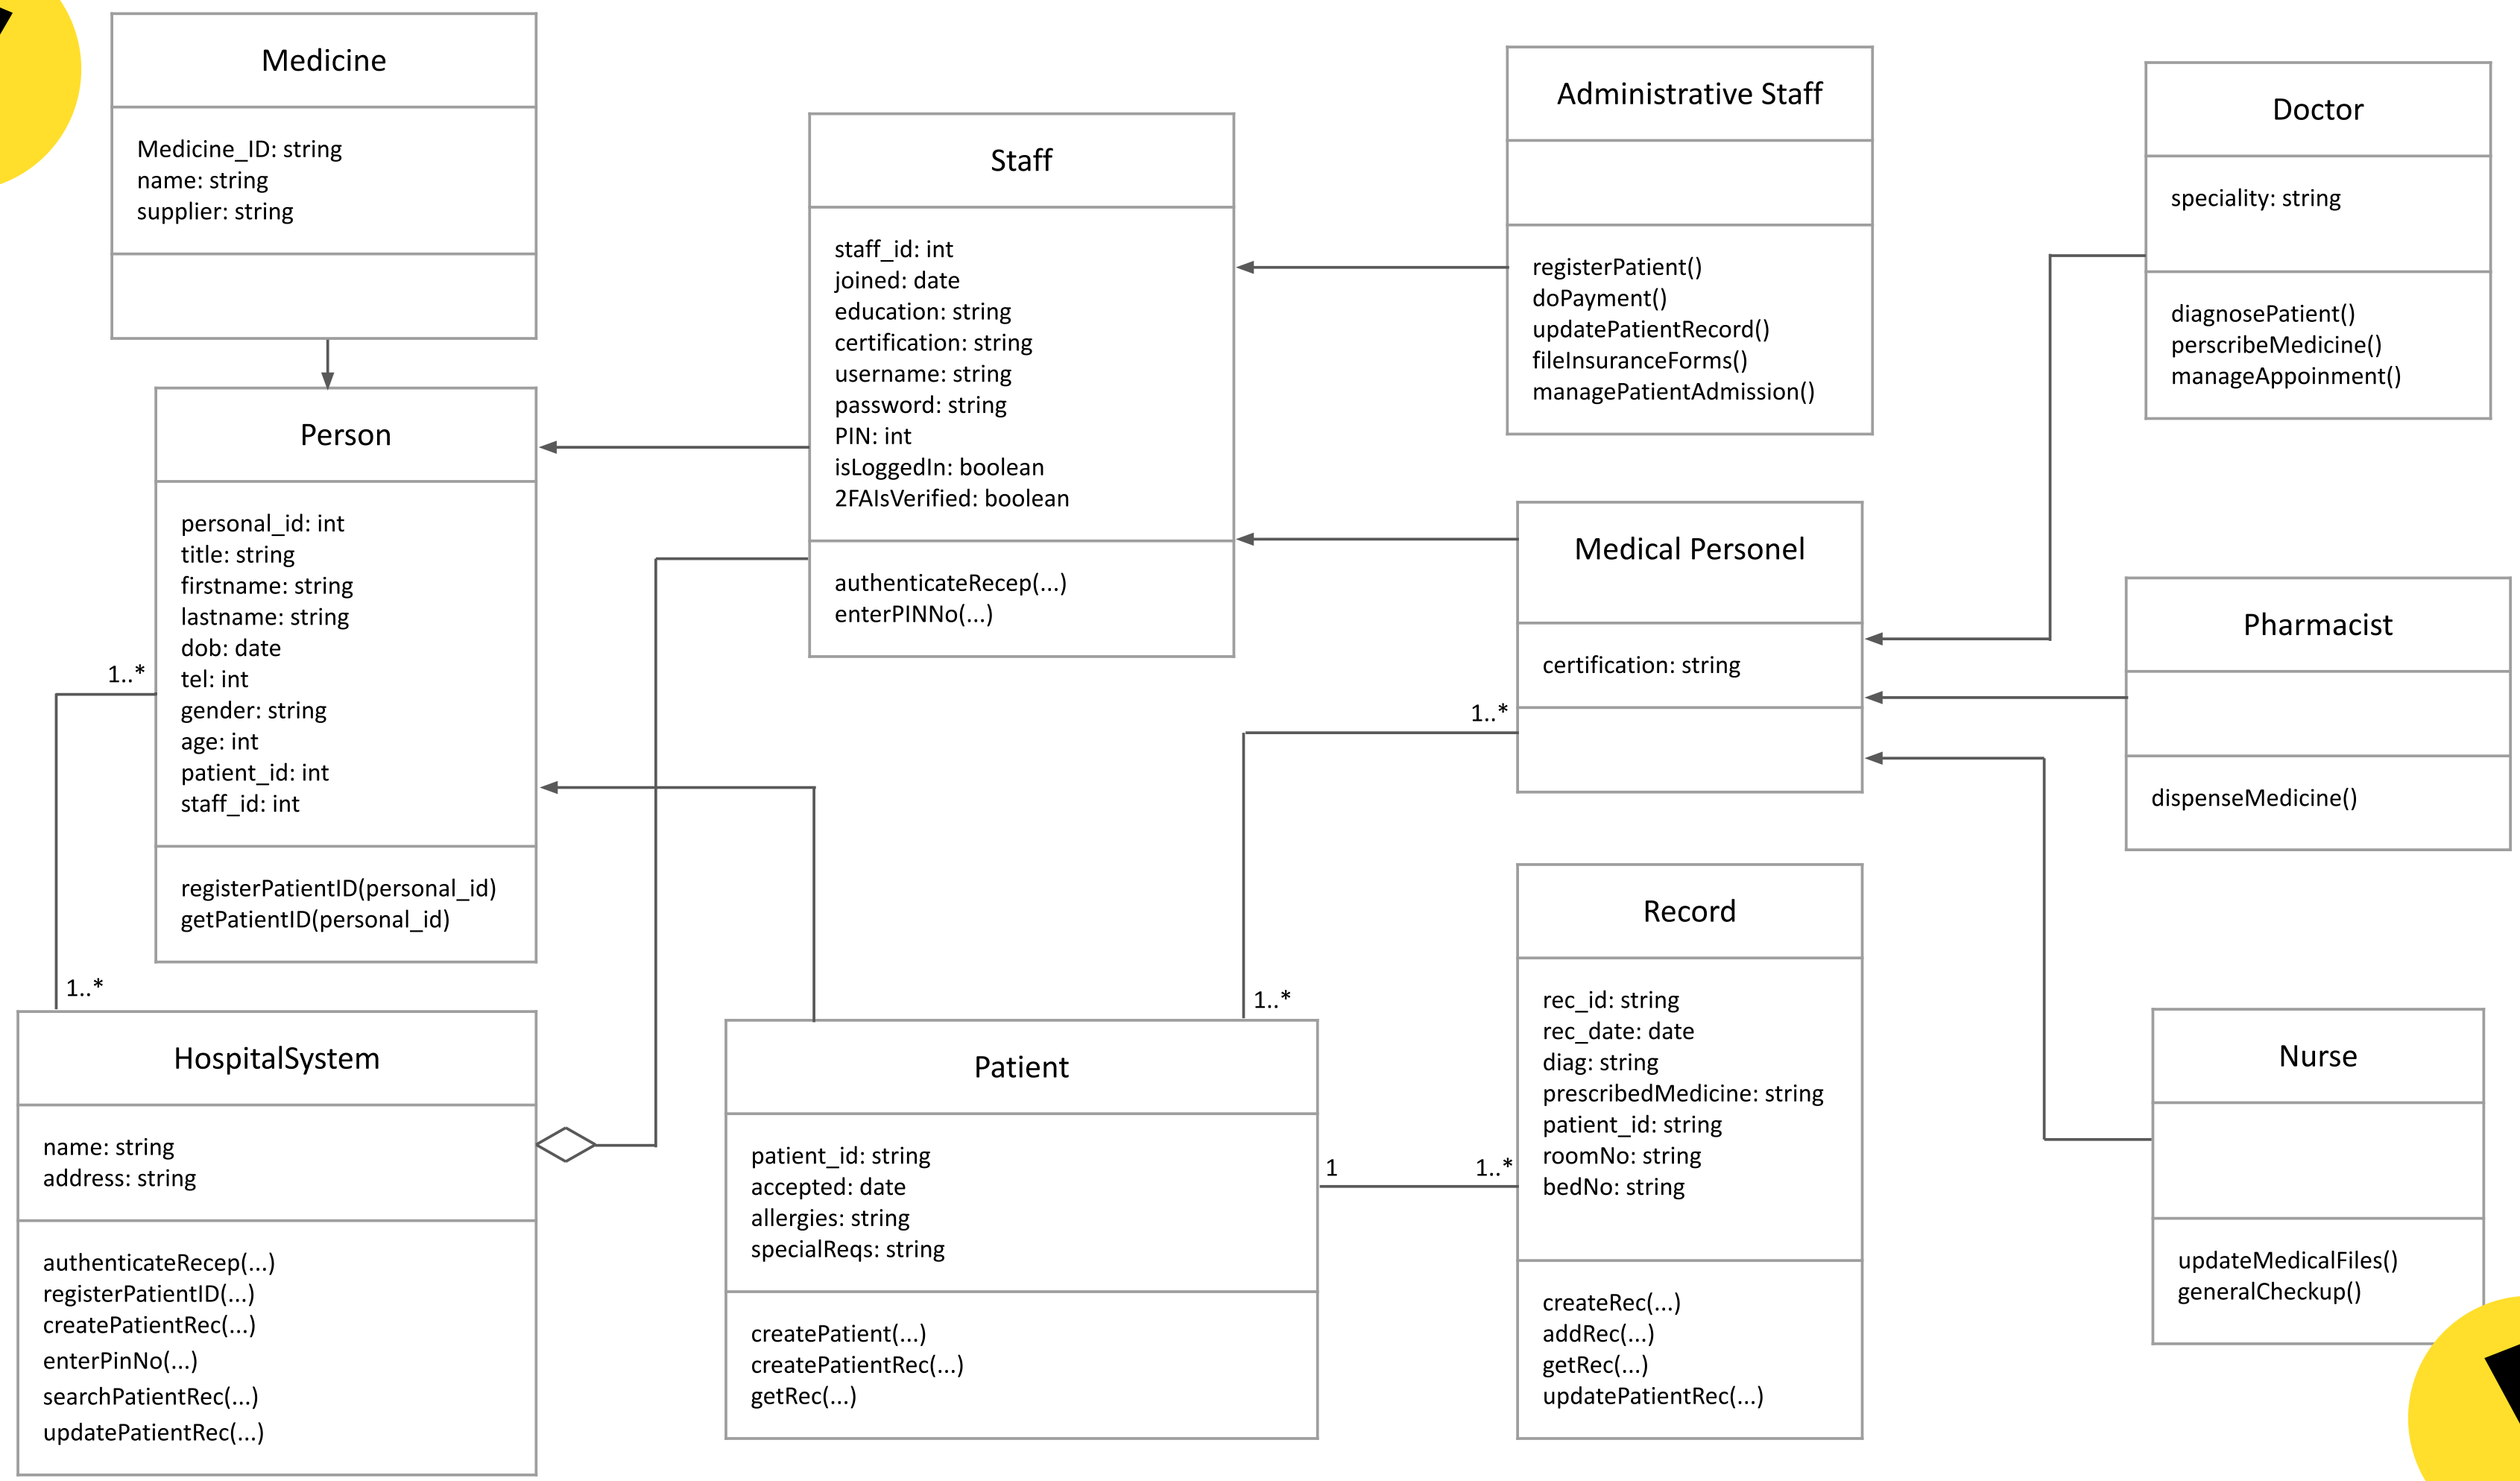 Medicine
Medicine_ID: string
name: string
supplier: string
Person
personal_id: int
title: string
firstname: string
lastname: string
dob: date
tel: int
gender: string
age: int
patient_id: int
staff_id: int
registerPatientID(personal_id)
getPatientID(personal_id)
1..*
1..*
HospitalSystem
name: string
address: string
authenticateRecep(...)
registerPatientID(...)
createPatientRec(...)
enterPinNo(...)
searchPatientRec(...)
updatePatientRec(...)
Staff
staff_id: int
joined: date
education: string
certification: string
username: string
password: string
PIN: int
isLoggedIn: boolean
2FAIsVerified: boolean
authenticateRecep(...)
enterPINNo(...)
Patient
patient_id: string
accepted: date
allergies: string
specialReqs: string
createPatient(...)
createPatientRec(...)
getRec(...)
1..*
1..*
1
1..*
Administrative Staff
registerPatient()
doPayment()
updatePatientRecord()
fileInsuranceForms()
managePatientAdmission()
Medical Personel
certification: string
Record
rec_id: string
rec_date: date
diag: string
prescribedMedicine: string
patient_id: string
roomNo: string
bedNo: string
createRec(...)
addRec(...)
getRec(...)
updatePatientRec(...)
Doctor
speciality: string
diagnosePatient()
perscribeMedicine()
manageAppoinment()
Pharmacist
dispenseMedicine()
Nurse
updateMedicalFiles()
generalCheckup()